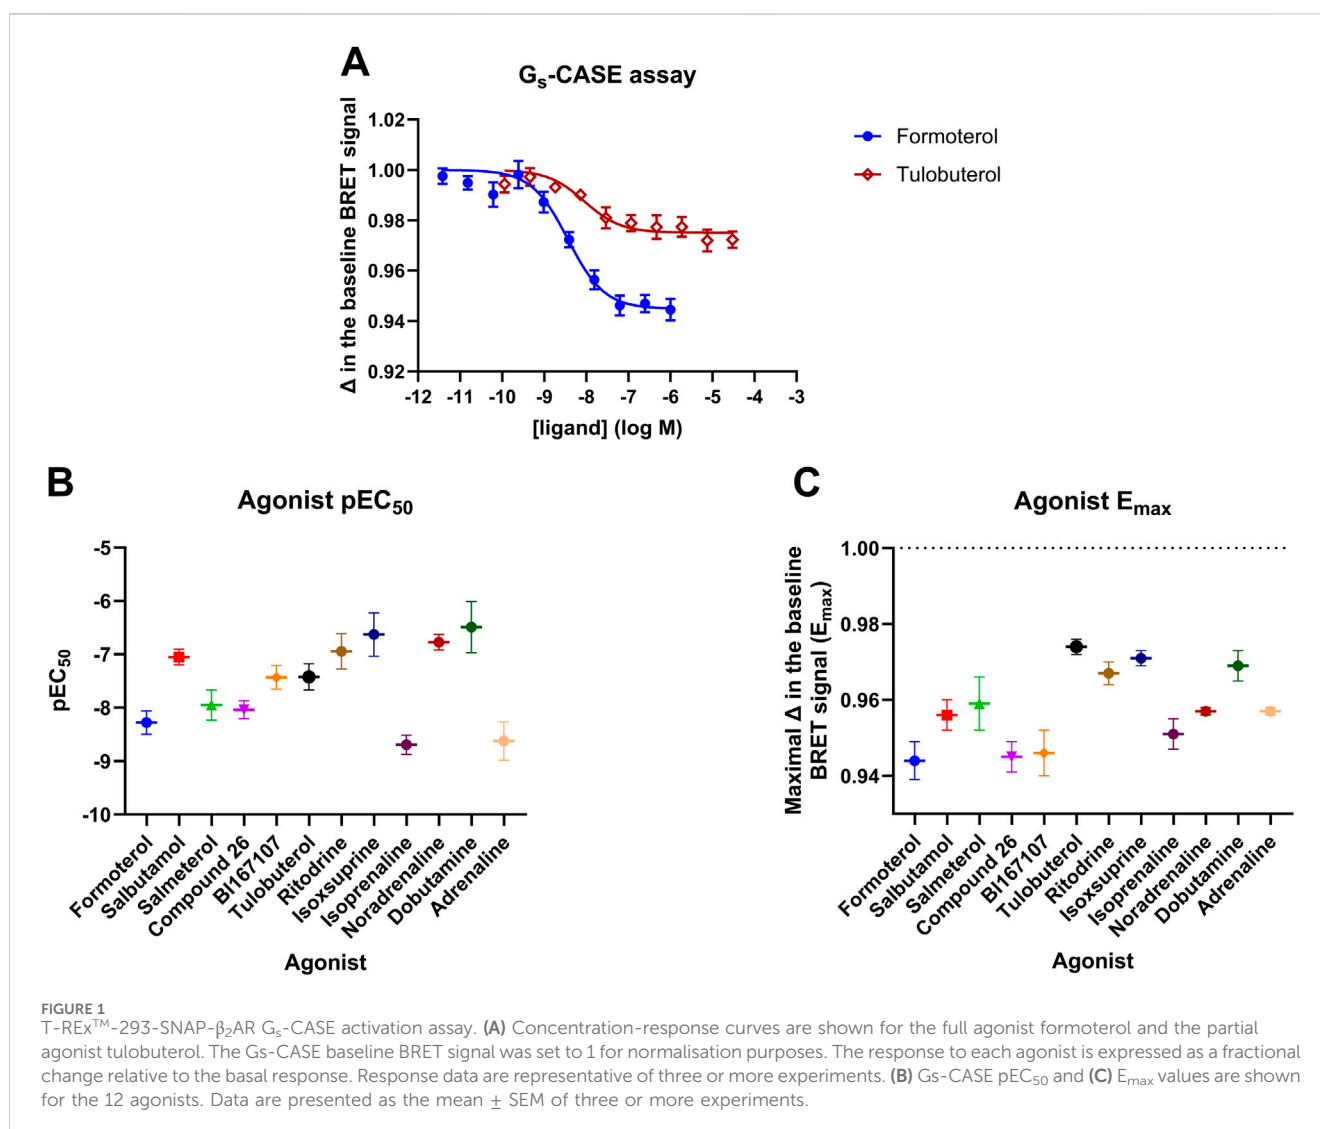 A
Gs-CASE assay
Δ in the baseline BRET signal
1.02
1.00
0.98
0.96
0.94
0.92
-12 -11 -10 -9 -8 -7 -6 -5 -4 -3
[ligand] (log M)
Formoterol
Tulobuterol
B
Agonist pEC50
pEC50
-5
-6
-7
-8
-9
-10
Formoterol
Salbutamol
Salmeterol
Compound 26
BI167107
Tulobuterol
Ritodrine
Isoxsuprine
Isoprenaline
Noradrenaline
Dobutamine
Adrenaline
Agonist
C
Agonist Emax
Maximal Δ in the baseline
BRET signal (Emax)
1.00
0.98
0.96
0.94
Formoterol
Salbutamol
Salmeterol
Compound 26
BI167107
Tulobuterol
Ritodrine
Isoxsuprine
Isoprenaline
Noradrenaline
Dobutamine
Adrenaline
Agonist
FIGURE 1
T-REx™-293-SNAP-β2AR Gs-CASE activation assay. (A) Concentration-response curves are shown for the full agonist formoterol and the partial
agonist tulobuterol. The Gs-CASE baseline BRET signal was set to 1 for normalisation purposes. The response to each agonist is expressed as a fractional
change relative to the basal response. Response data are representative of three or more experiments. (B) Gs-CASE pEC50 and (C) Emax values are shown
for the 12 agonists. Data are presented as the mean ± SEM of three or more experiments.